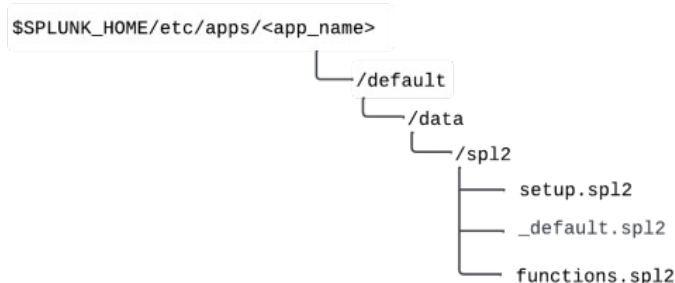 $SPLUNK_HOME/etc/apps/<app_name>
/default
/data
/spl2
setup.spl2
_default.spl2
functions.spl2